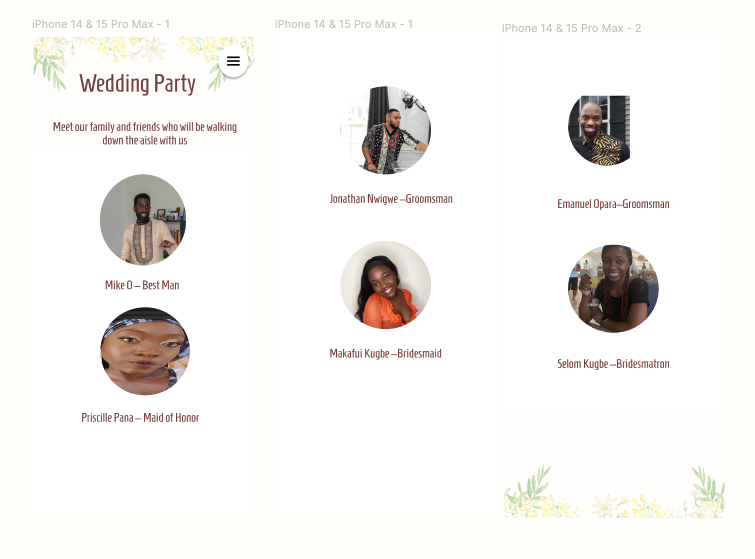 iPhone 14 & 15 Pro Max - 1
Wedding Party
Meet our family and friends who will be walking
down the aisle with us
Mike O – Best Man
Priscille Pana – Maid of Honor
iPhone 14 & 15 Pro Max - 1
Jonathan Nwigwe –Groomsman
Makafui Kugbe –Bridesmaid
iPhone 14 & 15 Pro Max - 2
Emanuel Opara–Groomsman
Selom Kugbe –Bridesmatron